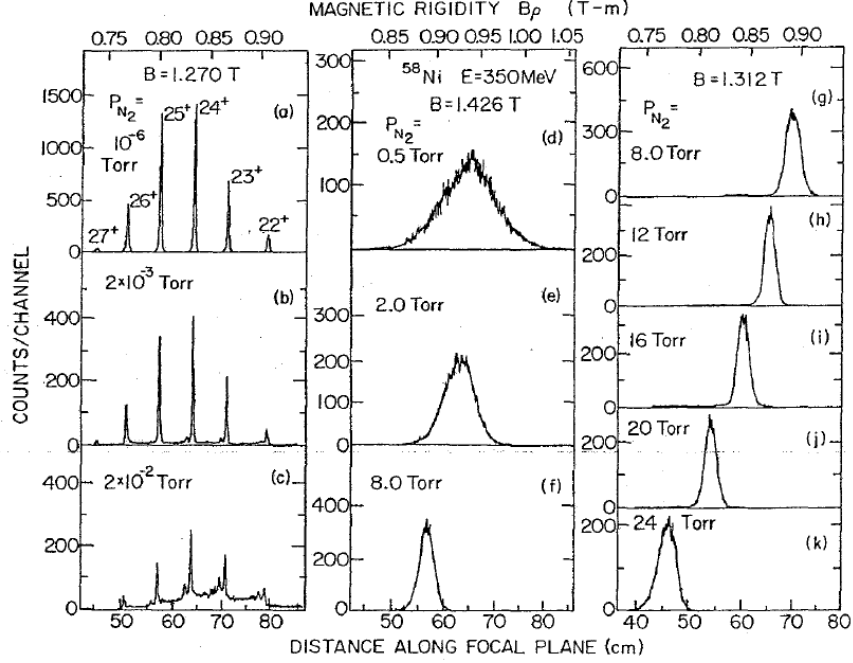 MAGNETIC RIGIDITY Bρ (T-m)
0.75 0.80 0.85 0.90
0.85 0.90 0.95 1.00 1.05
0.75 0.80 0.85 0.90
COUNTS/CHANNEL
B = 1.270 T
P_N₂ =
10⁻⁶
Torr
(a)
27⁺ 26⁺ 25⁺ 24⁺ 23⁺ 22⁺
1500
1000
500
0
2×10⁻³ Torr
(b)
400
200
0
2×10⁻² Torr
(c)
400
200
0
50 60 70 80
⁵⁸Ni E=350MeV
B = 1.426 T
P_N₂ =
0.5 Torr
(d)
300
200
100
0
2.0 Torr
(e)
300
200
100
0
8.0 Torr
(f)
400
200
0
50 60 70 80
B = 1.312 T
P_N₂ =
8.0 Torr
(g)
600
300
0
12 Torr
(h)
200
0
16 Torr
(i)
200
0
20 Torr
(j)
200
0
24 Torr
(k)
200
0
40 50 60 70 80
DISTANCE ALONG FOCAL PLANE (cm)